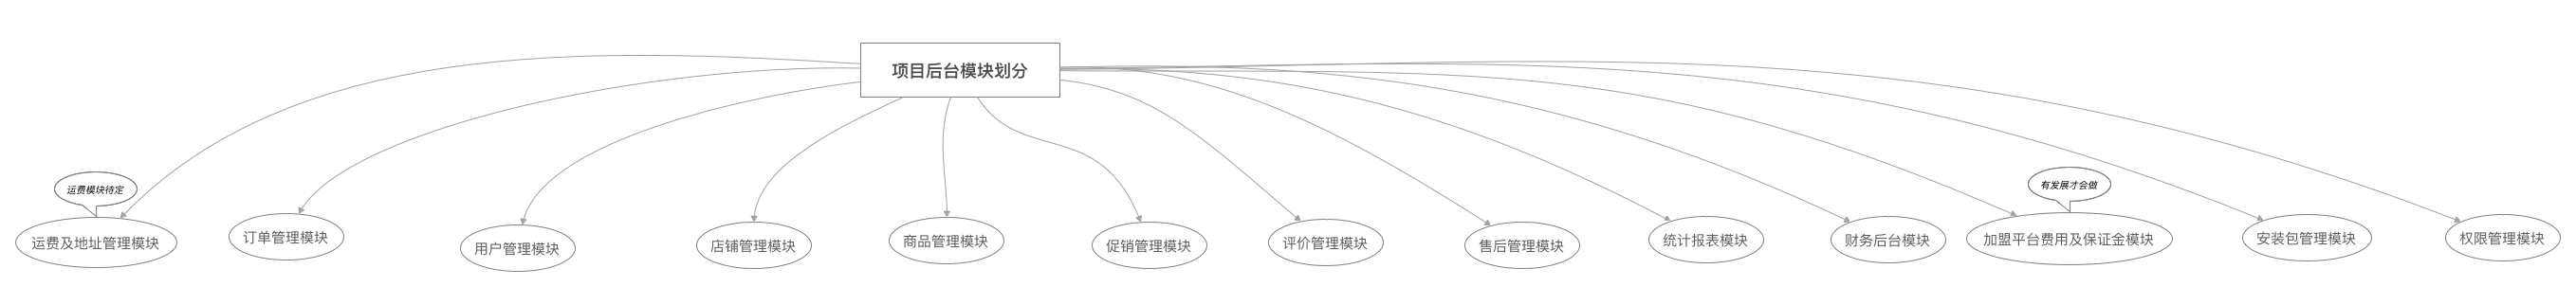 项目后台模块划分
运费模块待定
有发展才会做
运费及地址管理模块
订单管理模块
用户管理模块
店铺管理模块
商品管理模块
促销管理模块
评价管理模块
售后管理模块
统计报表模块
财务后台模块
加盟平台费用及保证金模块
安装包管理模块
权限管理模块